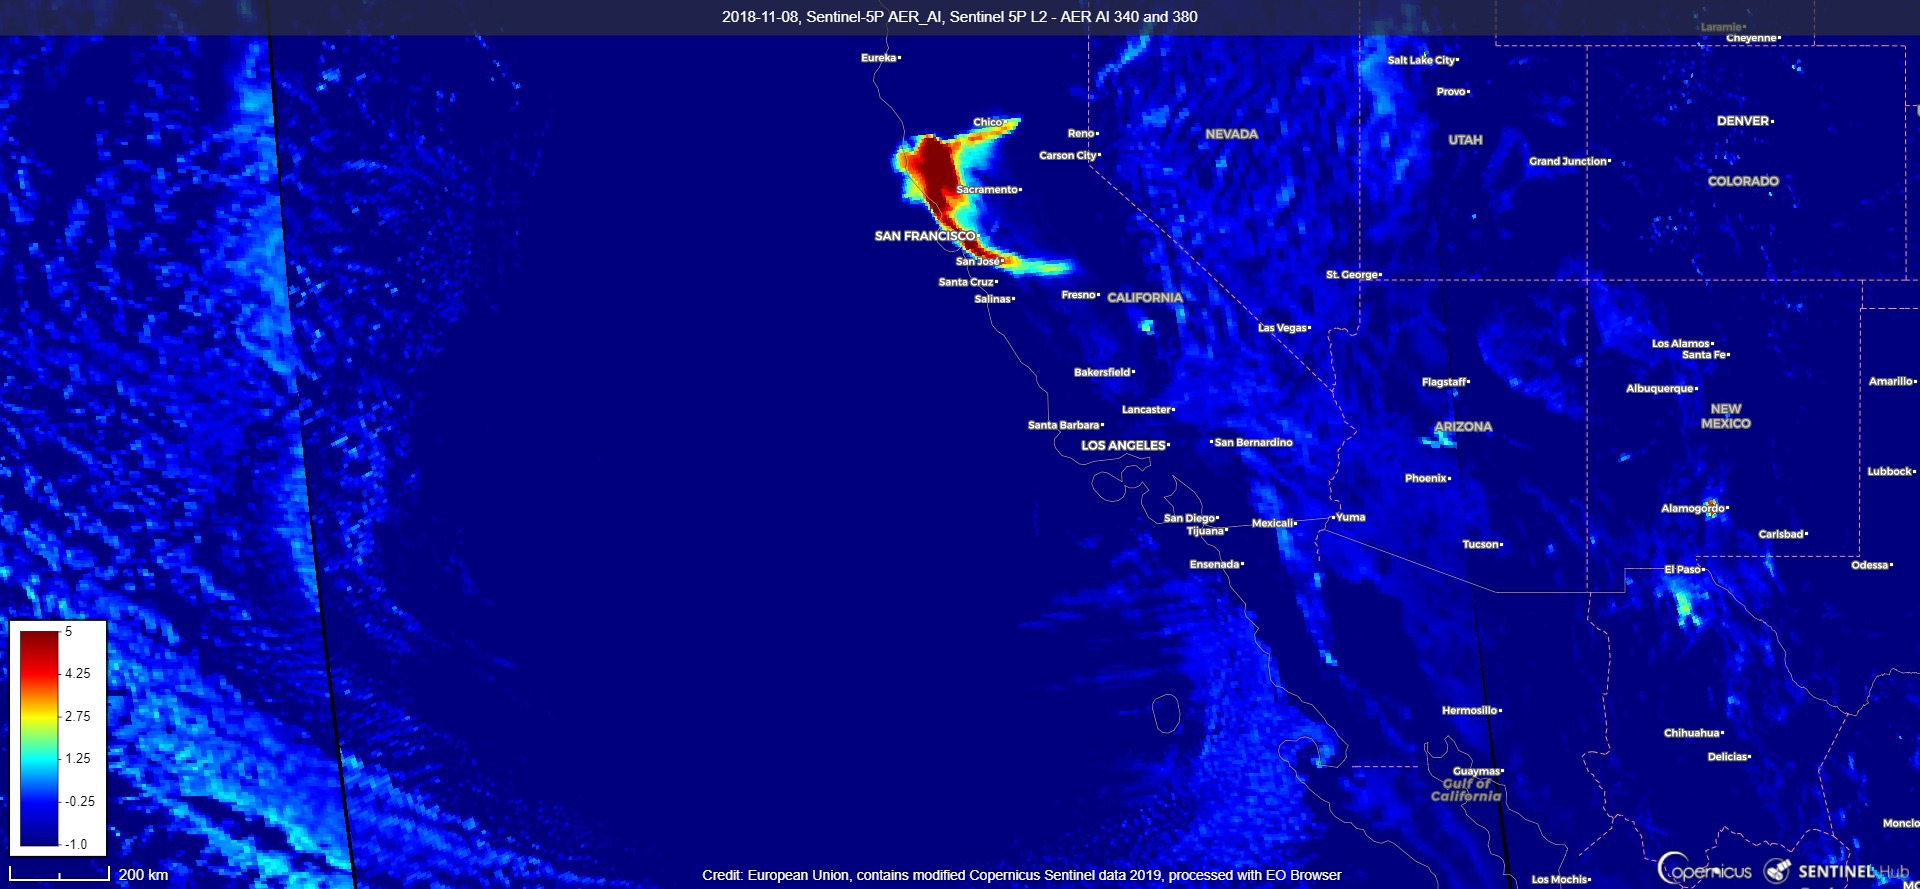 2018-11-08, Sentinel-5P AER_AI, Sentinel 5P L2 - AER AI 340 and 380
Laramie
Cheyenne
Eureka
Salt Lake City
Provo
Chico
Reno
NEVADA
DENVER
UTAH
Carson City
Grand Junction
COLORADO
Sacramento
SAN FRANCISCO
San José
St. George
Santa Cruz
Salinas
Fresno
CALIFORNIA
Las Vegas
Los Alamos
Santa Fe
Bakersfield
Flagstaff
Amarillo
Albuquerque
Lancaster
NEW
MEXICO
Santa Barbara
ARIZONA
LOS ANGELES
San Bernardino
Lubbock
Phoenix
Alamogordo
San Diego
Mexicali
Yuma
Tijuana
Carlsbad
Tucson
Ensenada
El Paso
Odessa
5
4.25
2.75
1.25
-0.25
-1.0
Hermosillo
Chihuahua
Delicias
Guaymas
Gulf of
California
Monclo
200 km
Credit: European Union, contains modified Copernicus Sentinel data 2019, processed with EO Browser
Los Mochis
Copernicus
SENTINEL Hub